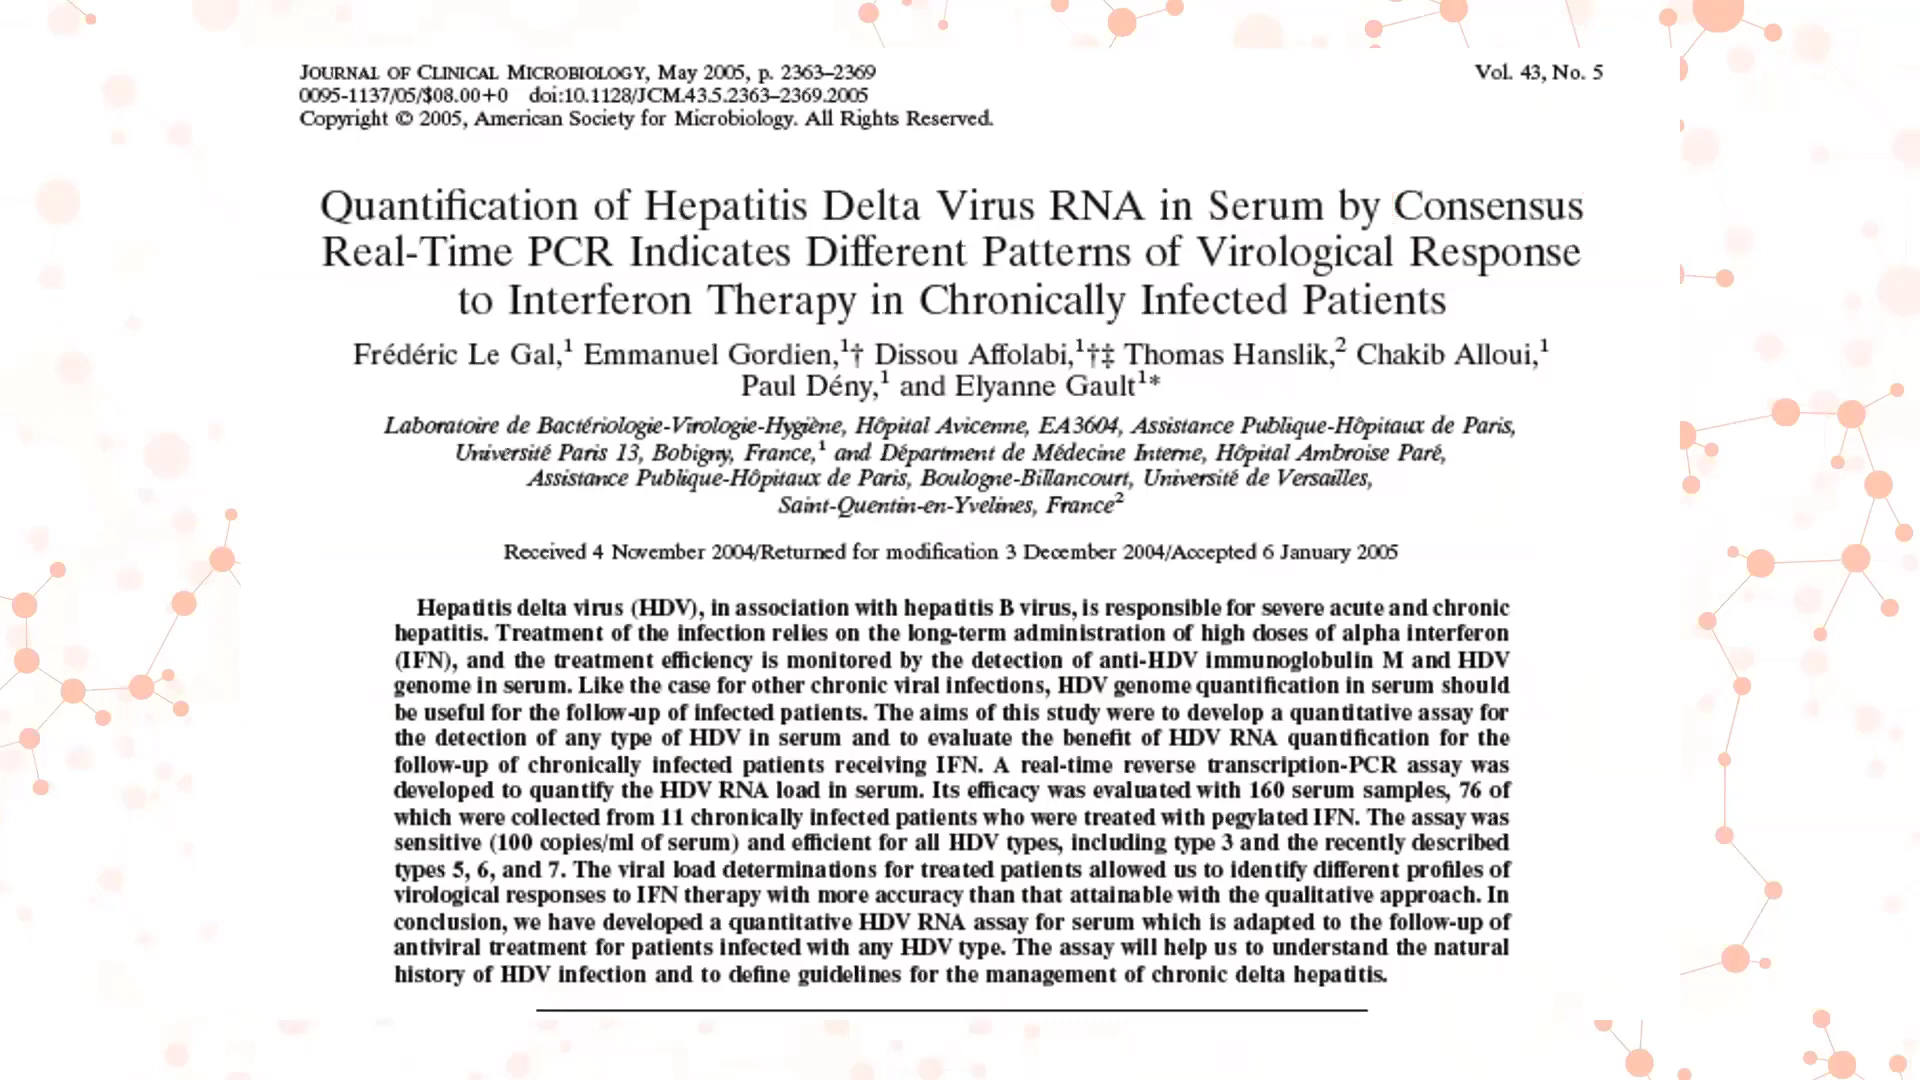 JOURNAL OF CLINICAL MICROBIOLOGY, May 2005, p. 2363–2369
Vol. 43, No. 5
0095-1137/05/$08.00+0 doi:10.1128/JCM.43.5.2363–2369.2005
Copyright © 2005, American Society for Microbiology. All Rights Reserved.
Quantification of Hepatitis Delta Virus RNA in Serum by Consensus
Real-Time PCR Indicates Different Patterns of Virological Response
to Interferon Therapy in Chronically Infected Patients
Frédéric Le Gal,1 Emmanuel Gordien,1† Dissou Affolabi,1†‡ Thomas Hanslik,2 Chakib Alloui,1
Paul Dény,1 and Elyanne Gault1*
Laboratoire de Bactériologie-Virologie-Hygiène, Hôpital Avicenne, EA3604, Assistance Publique-Hôpitaux de Paris,
Université Paris 13, Bobigny, France,1 and Départment de Médecine Interne, Hôpital Ambroise Paré,
Assistance Publique-Hôpitaux de Paris, Boulogne-Billancourt, Université de Versailles,
Saint-Quentin-en-Yvelines, France2
Received 4 November 2004/Returned for modification 3 December 2004/Accepted 6 January 2005
Hepatitis delta virus (HDV), in association with hepatitis B virus, is responsible for severe acute and chronic
hepatitis. Treatment of the infection relies on the long-term administration of high doses of alpha interferon
(IFN), and the treatment efficiency is monitored by the detection of anti-HDV immunoglobulin M and HDV
genome in serum. Like the case for other chronic viral infections, HDV genome quantification in serum should
be useful for the follow-up of infected patients. The aims of this study were to develop a quantitative assay for
the detection of any type of HDV in serum and to evaluate the benefit of HDV RNA quantification for the
follow-up of chronically infected patients receiving IFN. A real-time reverse transcription-PCR assay was
developed to quantify the HDV RNA load in serum. Its efficacy was evaluated with 160 serum samples, 76 of
which were collected from 11 chronically infected patients who were treated with pegylated IFN. The assay was
sensitive (100 copies/ml of serum) and efficient for all HDV types, including type 3 and the recently described
types 5, 6, and 7. The viral load determinations for treated patients allowed us to identify different profiles of
virological responses to IFN therapy with more accuracy than that attainable with the qualitative approach. In
conclusion, we have developed a quantitative HDV RNA assay for serum which is adapted to the follow-up of
antiviral treatment for patients infected with any HDV type. The assay will help us to understand the natural
history of HDV infection and to define guidelines for the management of chronic delta hepatitis.